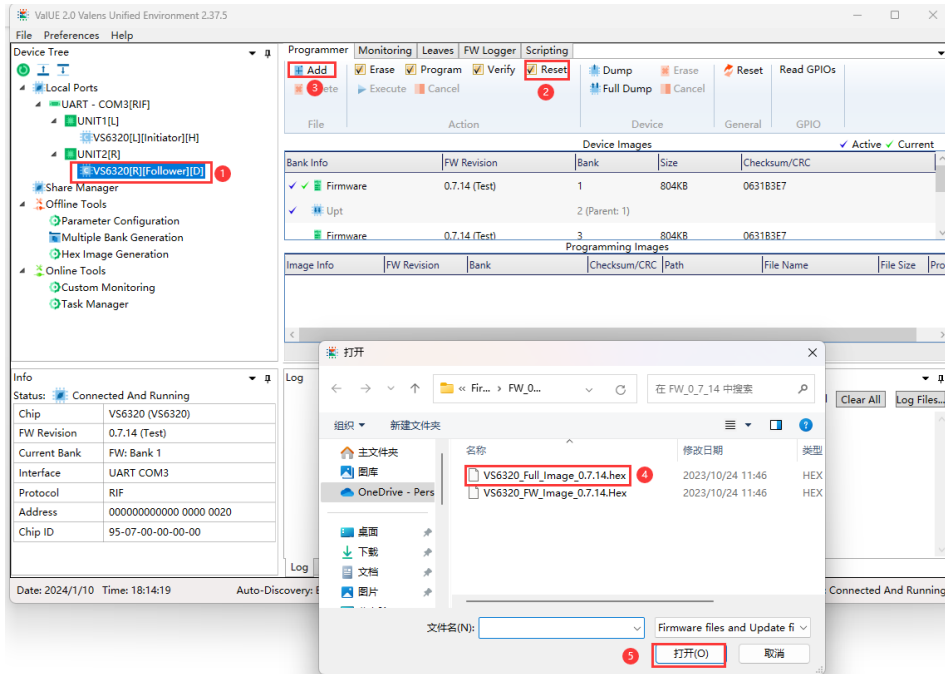 ValUE 2.0 Valens Unified Environment 2.37.5
File Preferences Help
Device Tree
Local Ports
UART - COM3[RIF]
UNIT1[L]
VS6320[L][Initiator][H]
UNIT2[R]
VS6320[R][Follower][D]
1
Share Manager
Offline Tools
Parameter Configuration
Multiple Bank Generation
Hex Image Generation
Online Tools
Custom Monitoring
Task Manager
Programmer Monitoring Leaves FW Logger Scripting
Add Erase Program Verify Reset Dump Erase Reset Read GPIOs
3 Execute Cancel 2 Full Dump Cancel
File Action Device General GPIO
Device Images Active Current
Bank Info FW Revision Bank Size Checksum/CRC
Firmware 0.7.14 (Test) 1 804KB 0631B3E7
Upt 2 (Parent: 1)
Firmware 0.7.14 (Test) 3 804KB 0631B3E7
Programming Images
Image Info FW Revision Bank Checksum/CRC Path File Name File Size Pro
Info
Status: Connected And Running
Chip VS6320 (VS6320)
FW Revision 0.7.14 (Test)
Current Bank FW: Bank 1
Interface UART COM3
Protocol RIF
Address 000000000000 0000 0020
Chip ID 95-07-00-00-00-00
Log
Clear All Log Files...
Log
Date: 2024/1/10 Time: 18:14:19 Auto-Discovery: Connected And Running
打开
« Fir... › FW_0... 在 FW_0_7_14 中搜索
组织 新建文件夹
主文件夹
图库
OneDrive - Pers
桌面
下载
文档
图片
名称 修改日期 类型
VS6320_Full_Image_0.7.14.hex 4 2023/10/24 11:46 HEX
VS6320_FW_Image_0.7.14.Hex 2023/10/24 11:46 HEX
文件名(N): Firmware files and Update fi
5 打开(O) 取消